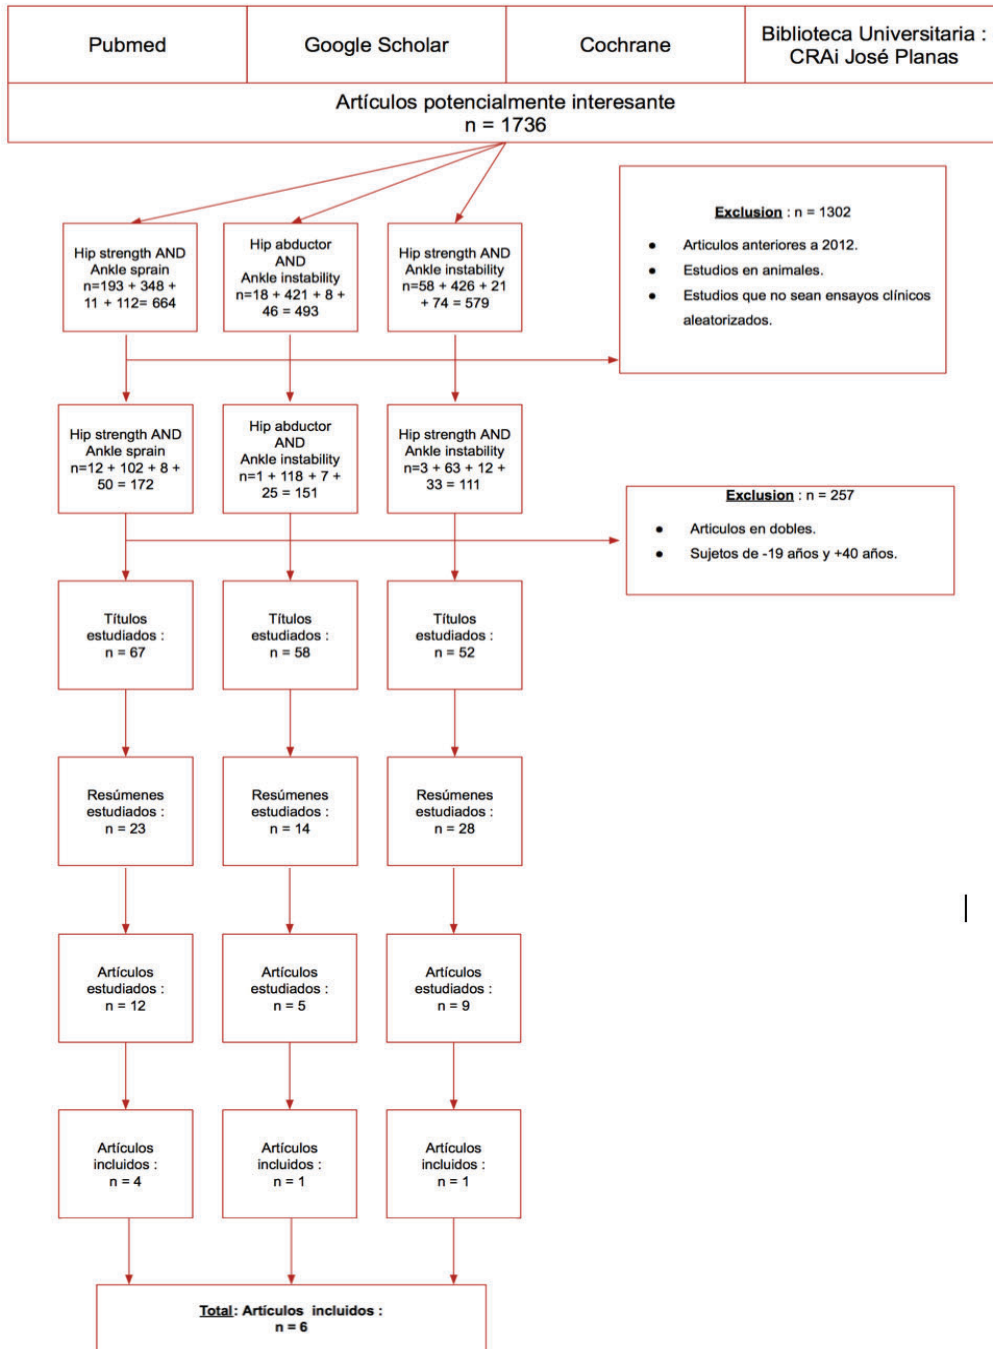 Pubmed
Google Scholar
Cochrane
Biblioteca Universitaria :
CRAi José Planas
Artículos potencialmente interesante
n = 1736
Hip strength AND
Ankle sprain
n=193 + 348 +
11 + 112= 664
Hip abductor
AND
Ankle instability
n=18 + 421 + 8 +
46 = 493
Hip strength AND
Ankle instability
n=58 + 426 + 21
+ 74 = 579
Exclusion : n = 1302
● Articulos anteriores a 2012.
● Estudios en animales.
● Estudios que no sean ensayos clínicos
aleatorizados.
Hip strength AND
Ankle sprain
n=12 + 102 + 8 +
50 = 172
Hip abductor
AND
Ankle instability
n=1 + 118 + 7 +
25 = 151
Hip strength AND
Ankle instability
n=3 + 63 + 12 +
33 = 111
Exclusion : n = 257
● Articulos en dobles.
● Sujetos de -19 años y +40 años.
Títulos
estudiados :
n = 67
Títulos
estudiados :
n = 58
Títulos
estudiados :
n = 52
Resúmenes
estudiados :
n = 23
Resúmenes
estudiados :
n = 14
Resúmenes
estudiados :
n = 28
Artículos
estudiados :
n = 12
Artículos
estudiados :
n = 5
Artículos
estudiados :
n = 9
Artículos
incluidos :
n = 4
Artículos
incluidos :
n = 1
Artículos
incluidos :
n = 1
Total: Artículos incluidos :
n = 6